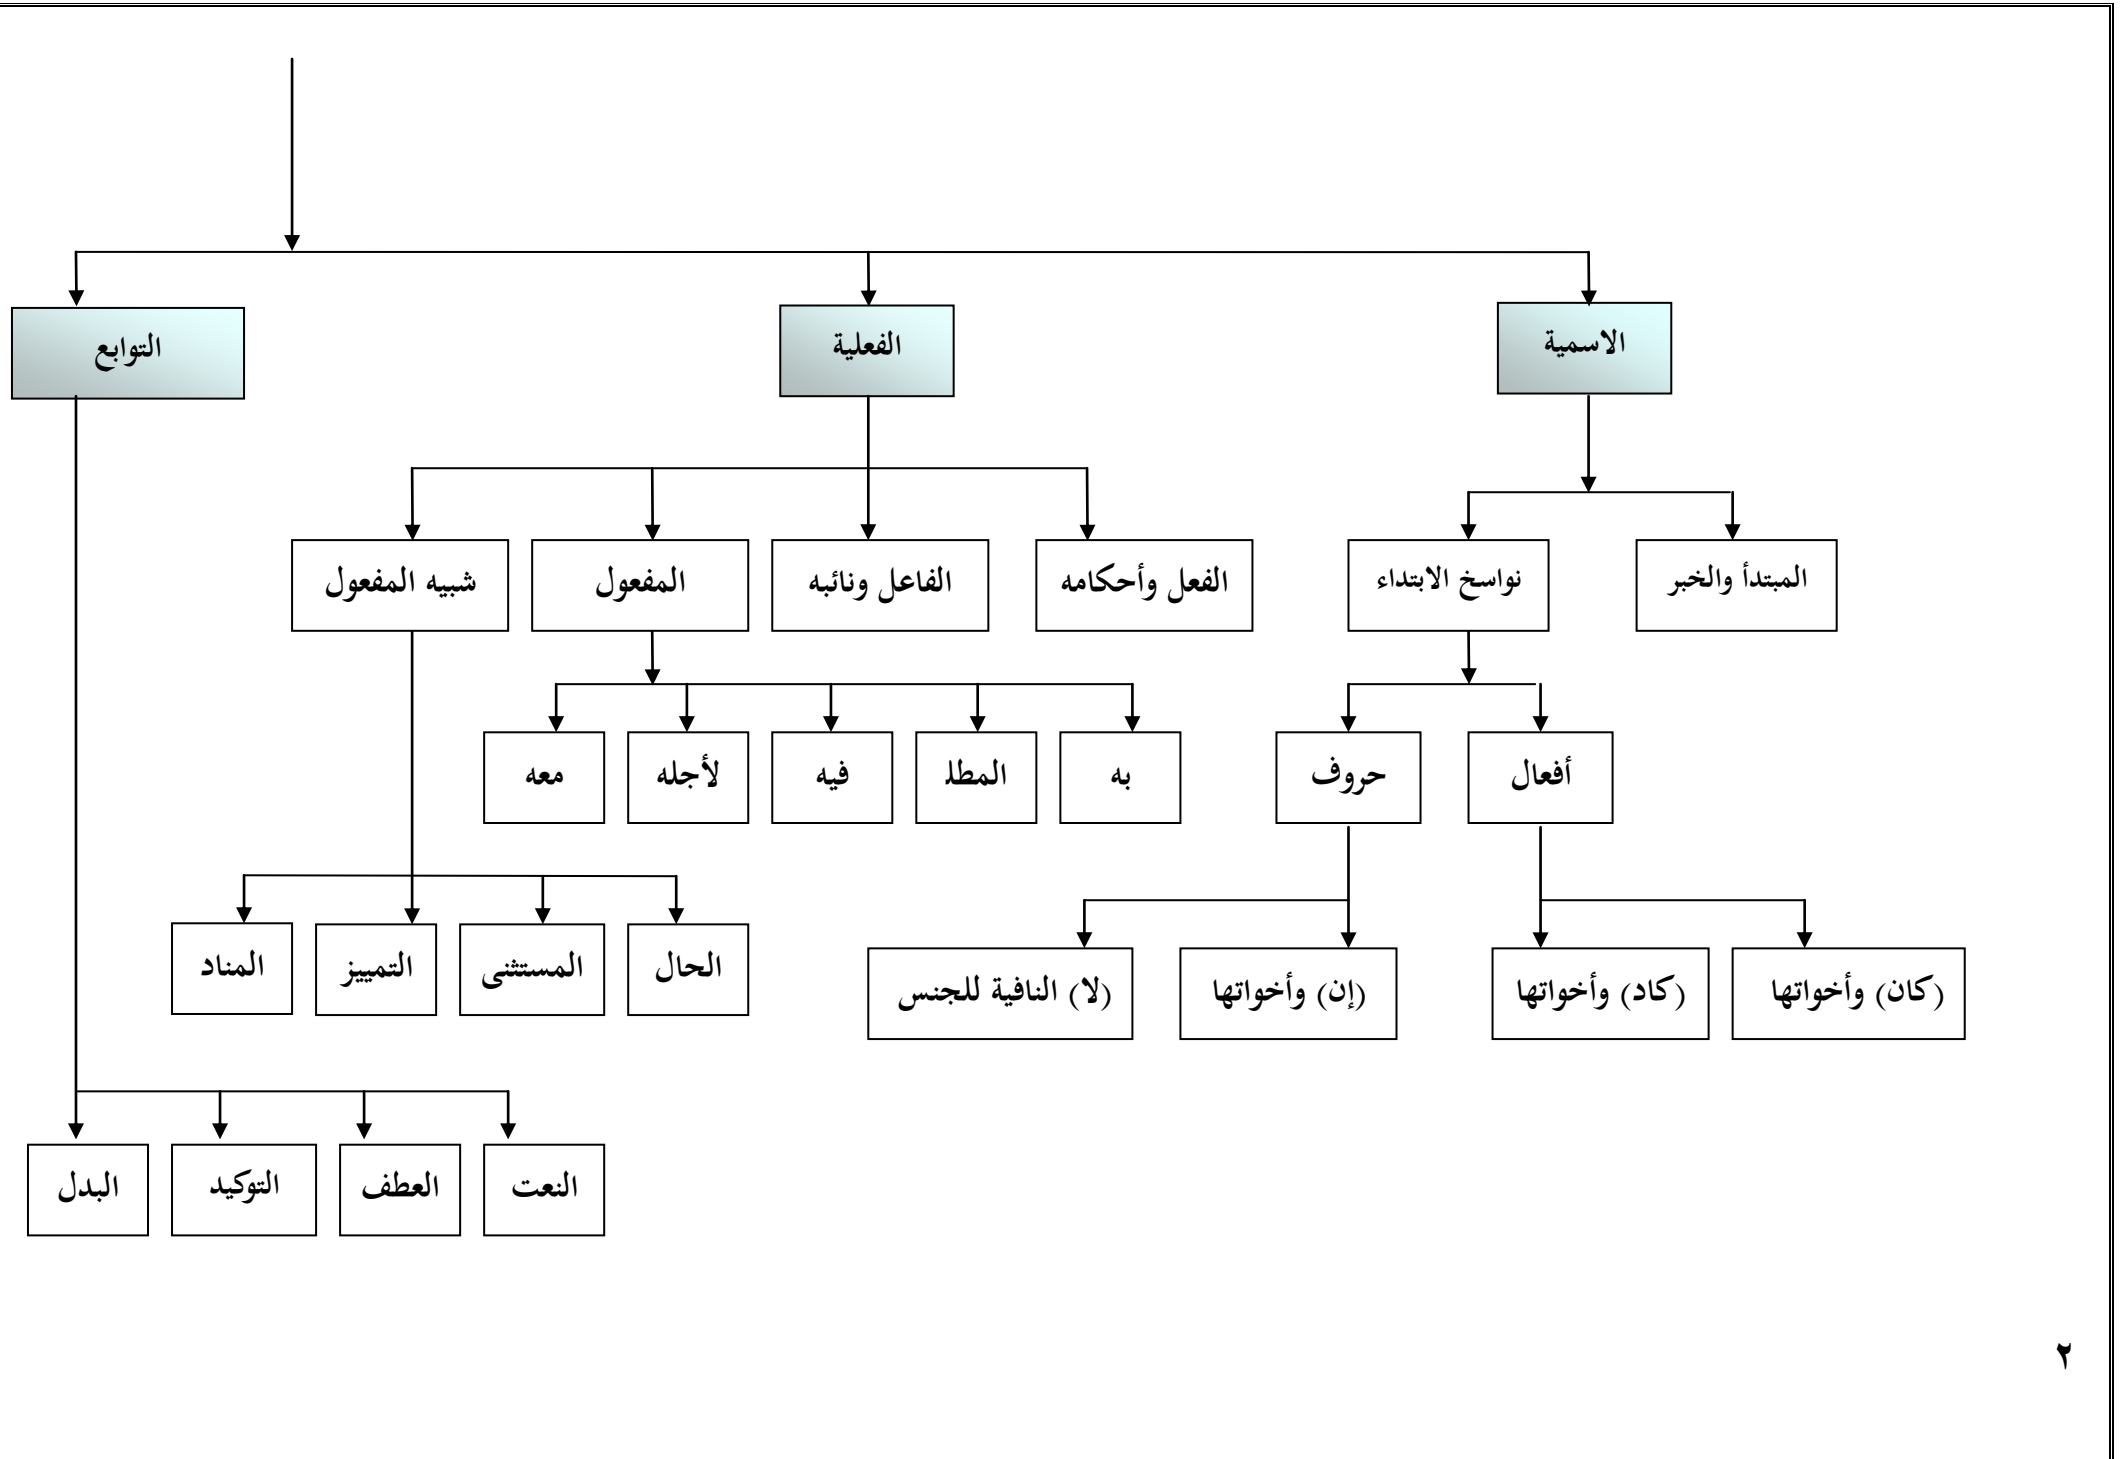 الاسمية
الفعلية
التوابع
المبتدأ والخبر
نواسخ الابتداء
الفعل وأحكامه
الفاعل ونائبه
المفعول
شبيه المفعول
أفعال
حروف
به
المطلـ
فيه
لأجله
معه
(كان) وأخواتها
(كاد) وأخواتها
(إن) وأخواتها
(لا) النافية للجنس
الحال
المستثنى
التمييز
المناد
النعت
العطف
التوكيد
البدل
٢